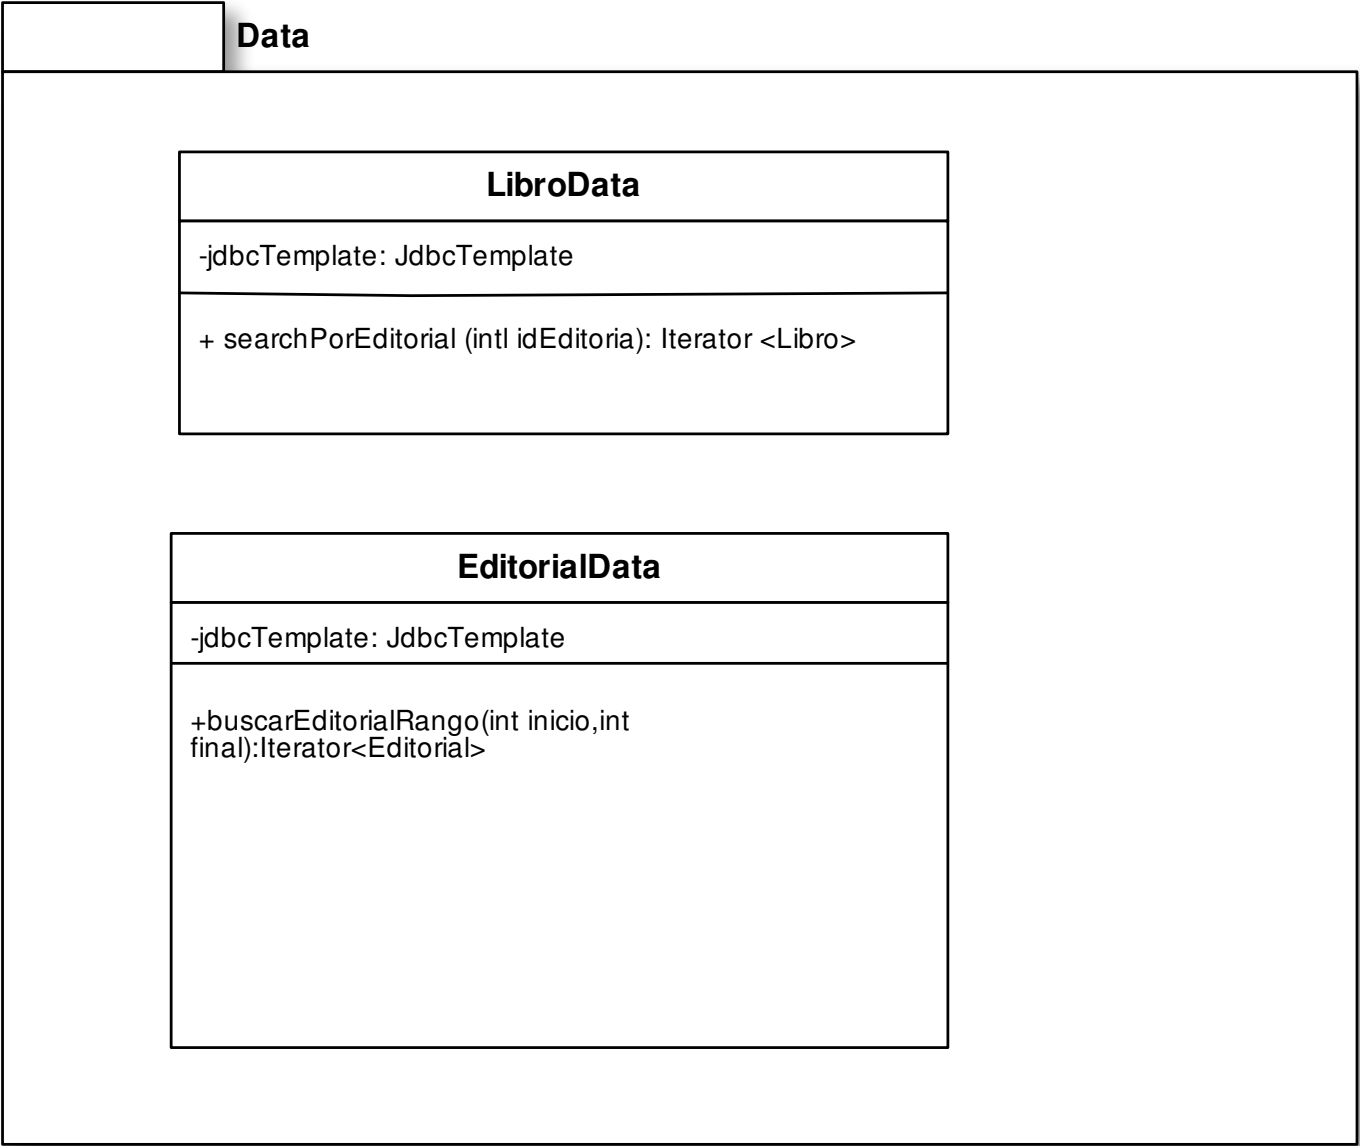 Data
LibroData
-jdbcTemplate: JdbcTemplate
+ searchPorEditorial (intl idEditoria): Iterator <Libro>
EditorialData
-jdbcTemplate: JdbcTemplate
+buscarEditorialRango(int inicio,int
final):Iterator<Editorial>